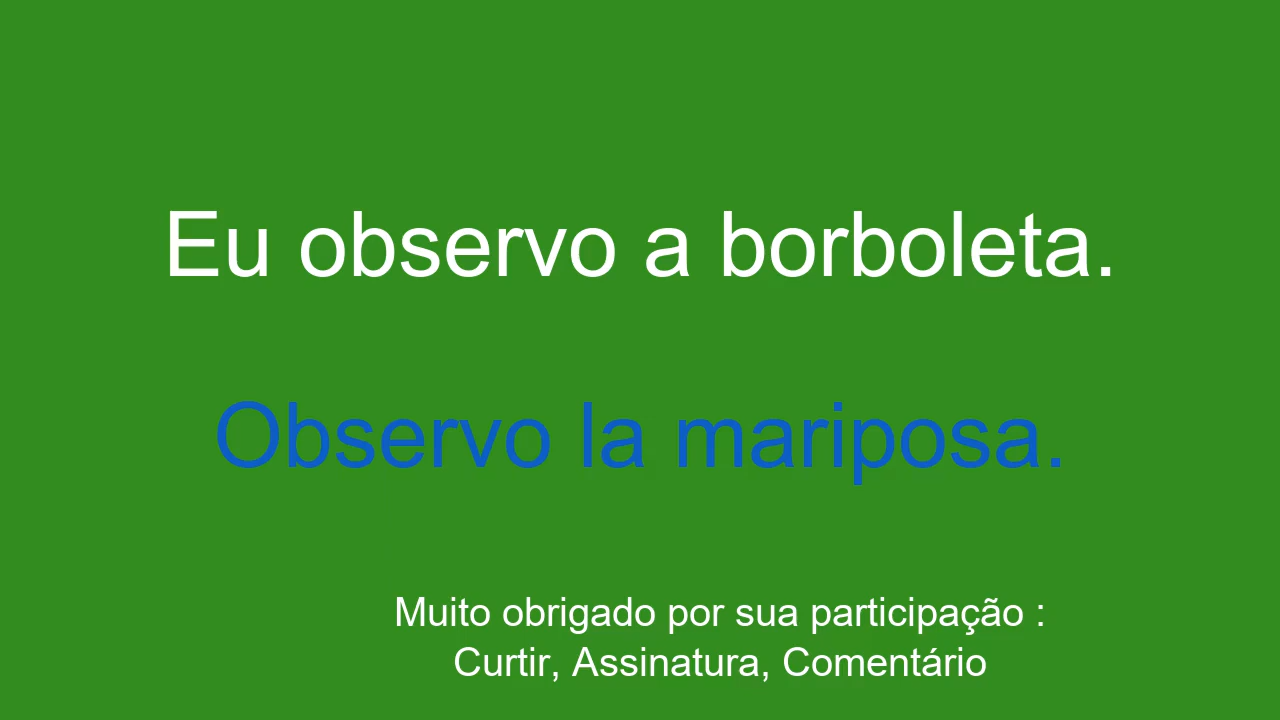 Eu observo a borboleta.
Observo la mariposa.
Muito obrigado por sua participação :
Curtir, Assinatura, Comentário